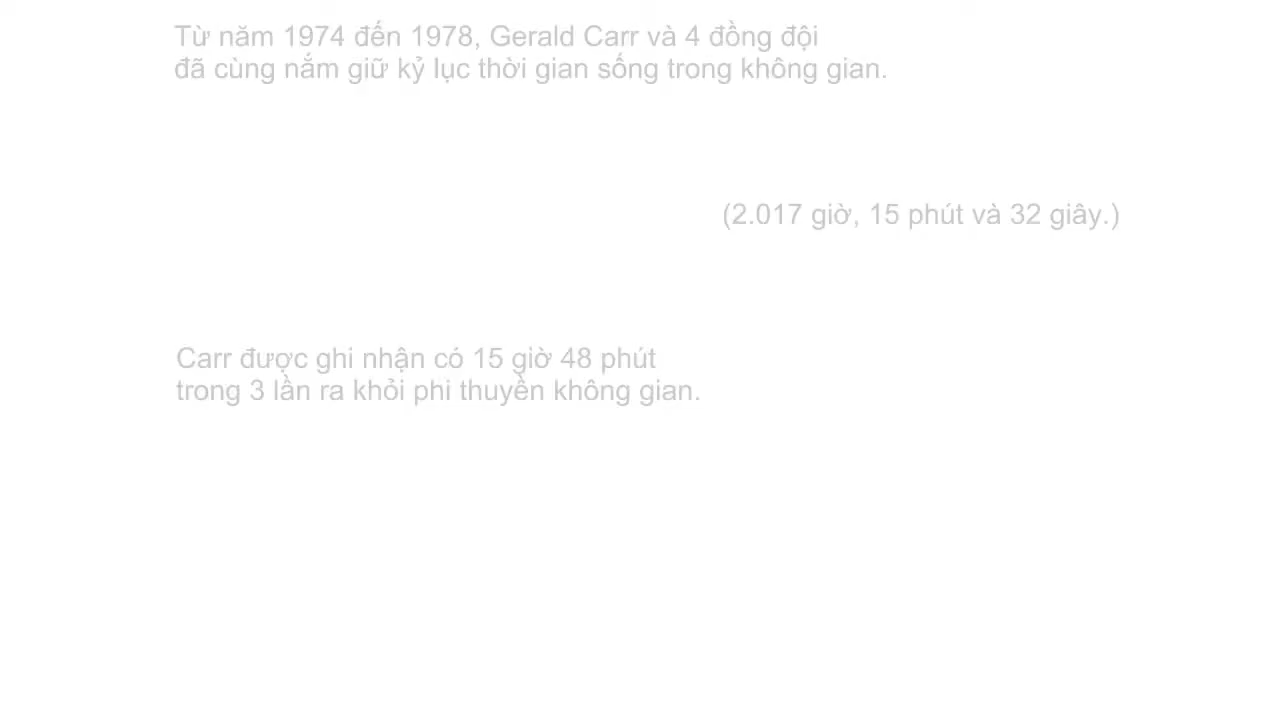 Từ năm 1974 đến 1978, Gerald Carr và 4 đồng đội
đã cùng nắm giữ kỷ lục thời gian sống trong không gian.
(2.017 giờ, 15 phút và 32 giây.)
Carr được ghi nhận có 15 giờ 48 phút
trong 3 lần ra khỏi phi thuyền không gian.